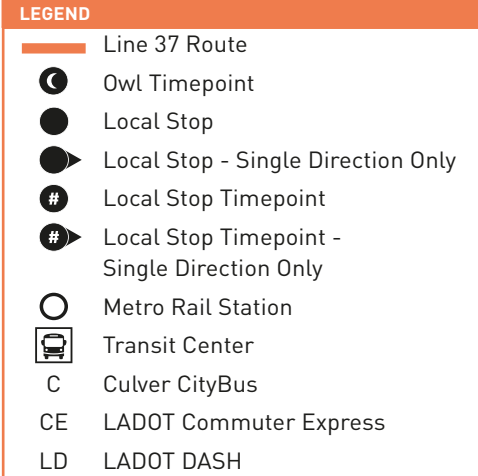 LEGEND
Line 37 Route
Owl Timepoint
Local Stop
Local Stop - Single Direction Only
# Local Stop Timepoint
# Local Stop Timepoint -
Single Direction Only
Metro Rail Station
Transit Center
C Culver CityBus
CE LADOT Commuter Express
LD LADOT DASH